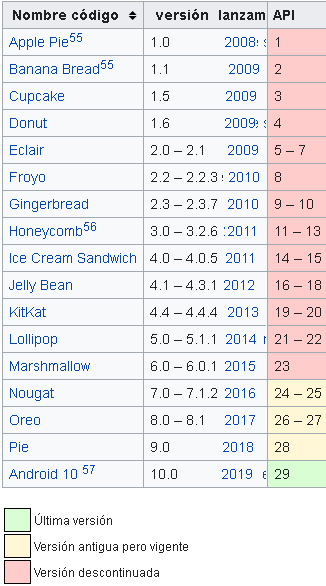 Nombre código versión lanzam API
Apple Pie55 1.0 2008 1
Banana Bread55 1.1 2009 2
Cupcake 1.5 2009 3
Donut 1.6 2009 4
Eclair 2.0 – 2.1 2009 5 – 7
Froyo 2.2 – 2.2.3 2010 8
Gingerbread 2.3 – 2.3.7 2010 9 – 10
Honeycomb56 3.0 – 3.2.6 2011 11 – 13
Ice Cream Sandwich 4.0 – 4.0.5 2011 14 – 15
Jelly Bean 4.1 – 4.3.1 2012 16 – 18
KitKat 4.4 – 4.4.4 2013 19 – 20
Lollipop 5.0 – 5.1.1 2014 21 – 22
Marshmallow 6.0 – 6.0.1 2015 23
Nougat 7.0 – 7.1.2 2016 24 – 25
Oreo 8.0 – 8.1 2017 26 – 27
Pie 9.0 2018 28
Android 10 57 10.0 2019 29
Última versión
Versión antigua pero vigente
Versión descontinuada